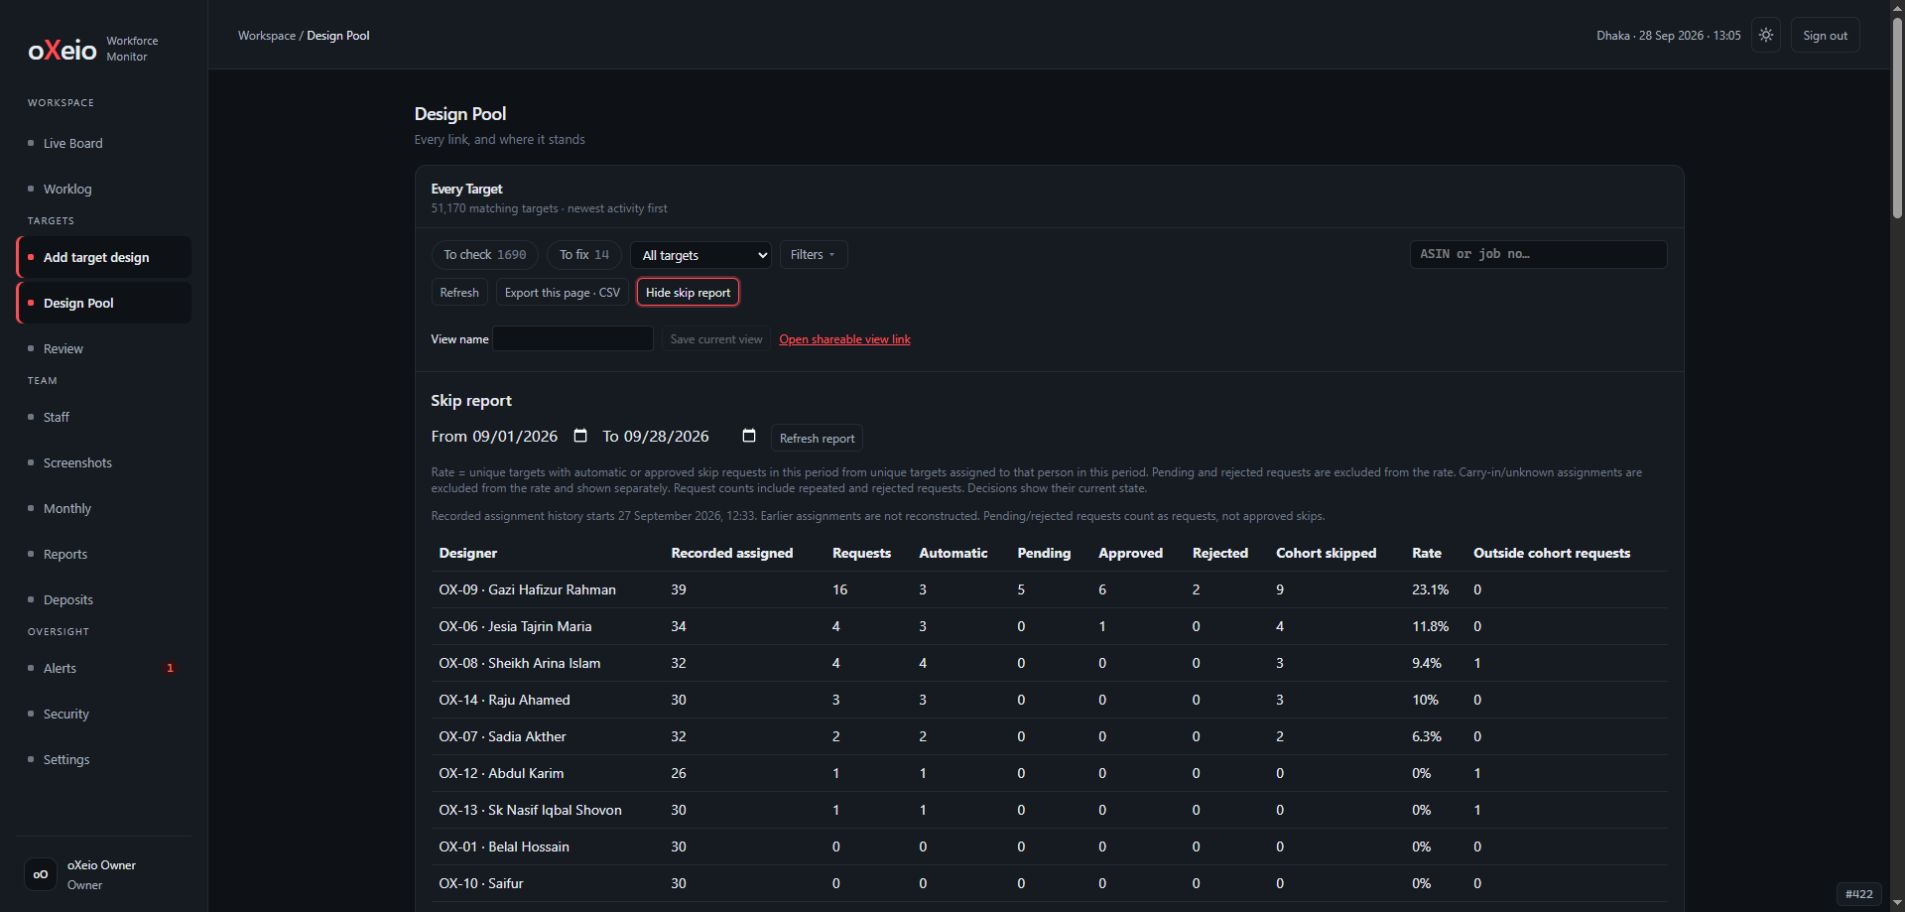 oXeio Workforce Monitor
WORKSPACE
Live Board
Worklog
TARGETS
Add target design
Design Pool
Review
TEAM
Staff
Screenshots
Monthly
Reports
Deposits
OVERSIGHT
Alerts 1
Security
Settings
oO oXeio Owner
Owner
Workspace / Design Pool
Dhaka · 28 Sep 2026 · 13:05 Sign out
Design Pool
Every link, and where it stands
Every Target
51,170 matching targets · newest activity first
To check 1690 To fix 14 All targets Filters ASIN or job no…
Refresh Export this page · CSV Hide skip report
View name Save current view Open shareable view link
Skip report
From 09/01/2026 To 09/28/2026 Refresh report
Rate = unique targets with automatic or approved skip requests in this period from unique targets assigned to that person in this period. Pending and rejected requests are excluded from the rate. Carry-in/unknown assignments are
excluded from the rate and shown separately. Request counts include repeated and rejected requests. Decisions show their current state.
Recorded assignment history starts 27 September 2026, 12:33. Earlier assignments are not reconstructed. Pending/rejected requests count as requests, not approved skips.
Designer Recorded assigned Requests Automatic Pending Approved Rejected Cohort skipped Rate Outside cohort requests
OX-09 · Gazi Hafizur Rahman 39 16 3 5 6 2 9 23.1% 0
OX-06 · Jesia Tajrin Maria 34 4 3 0 1 0 4 11.8% 0
OX-08 · Sheikh Arina Islam 32 4 4 0 0 0 3 9.4% 1
OX-14 · Raju Ahamed 30 3 3 0 0 0 3 10% 0
OX-07 · Sadia Akther 32 2 2 0 0 0 2 6.3% 0
OX-12 · Abdul Karim 26 1 1 0 0 0 0 0% 1
OX-13 · Sk Nasif Iqbal Shovon 30 1 1 0 0 0 0 0% 1
OX-01 · Belal Hossain 30 0 0 0 0 0 0 0% 0
OX-10 · Saifur 30 0 0 0 0 0 0 0% 0
#422